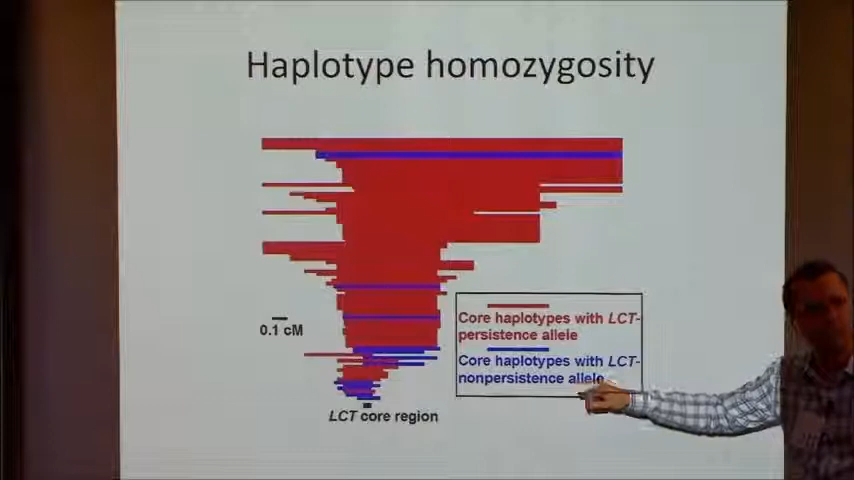 Haplotype homozygosity
0.1 cM
Core haplotypes with LCT-
persistence allele
Core haplotypes with LCT-
nonpersistence allele
LCT core region